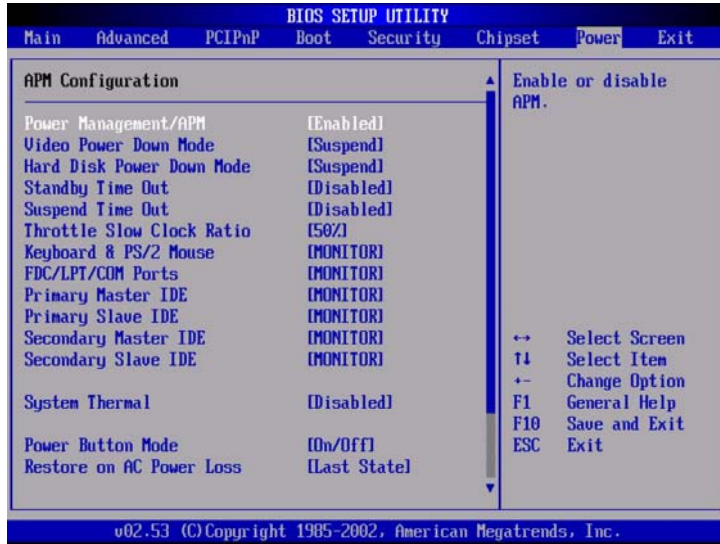 BIOS SETUP UTILITY
Main Advanced PCIPnP Boot Security Chipset Power Exit
APM Configuration
Power Management/APM [Enabled]
Video Power Down Mode [Suspend]
Hard Disk Power Down Mode [Suspend]
Standby Time Out [Disabled]
Suspend Time Out [Disabled]
Throttle Slow Clock Ratio [50%]
Keyboard & PS/2 Mouse [MONITOR]
FDC/LPT/COM Ports [MONITOR]
Primary Master IDE [MONITOR]
Primary Slave IDE [MONITOR]
Secondary Master IDE [MONITOR]
Secondary Slave IDE [MONITOR]
System Thermal [Disabled]
Power Button Mode [On/Off]
Restore on AC Power Loss [Last State]
Enable or disable
APM.
↔ Select Screen
↑↓ Select Item
+- Change Option
F1 General Help
F10 Save and Exit
ESC Exit
v02.53 (C)Copyright 1985-2002, American Megatrends, Inc.